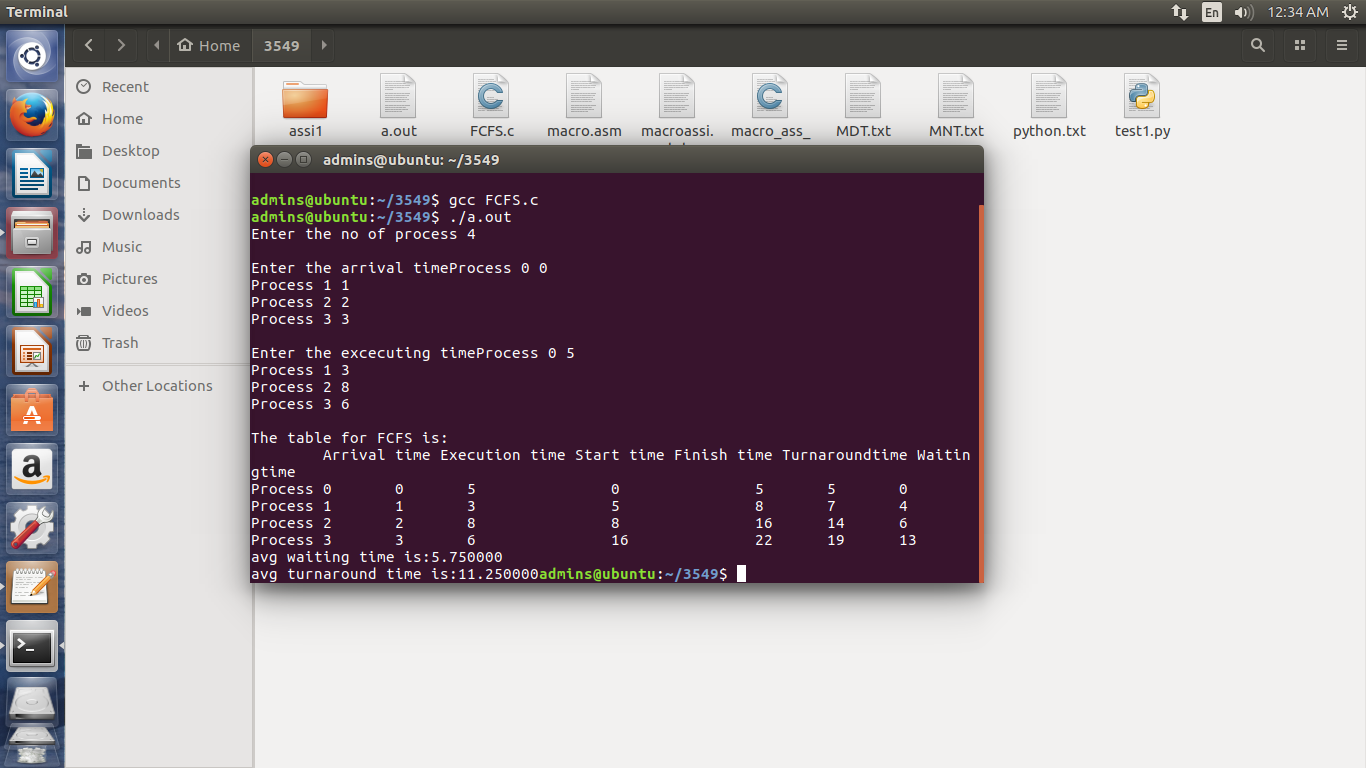 Terminal
En
12:34 AM
Home
3549
Recent
Home
Desktop
Documents
Downloads
Music
Pictures
Videos
Trash
Other Locations
assi1
a.out
FCFS.c
macro.asm
macroassi.
macro_ass_
MDT.txt
MNT.txt
python.txt
test1.py
admins@ubuntu: ~/3549
admins@ubuntu:~/3549$ gcc FCFS.c
admins@ubuntu:~/3549$ ./a.out
Enter the no of process 4
Enter the arrival timeProcess 0 0
Process 1 1
Process 2 2
Process 3 3
Enter the excecuting timeProcess 0 5
Process 1 3
Process 2 8
Process 3 6
The table for FCFS is:
Arrival time Execution time Start time Finish time Turnaroundtime Waitin
gtime
Process 0 0 5 0 5 5 0
Process 1 1 3 5 8 7 4
Process 2 2 8 8 16 14 6
Process 3 3 6 16 22 19 13
avg waiting time is:5.750000
avg turnaround time is:11.250000admins@ubuntu:~/3549$